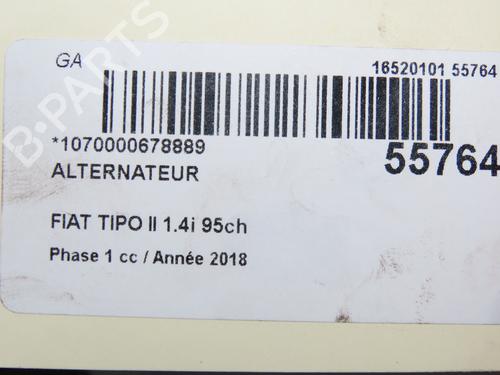 GA
16520101 55764
*1070000678889
55764
ALTERNATEUR
FIAT TIPO II 1.4i 95ch
Phase 1 cc / Année 2018
B-PARTS